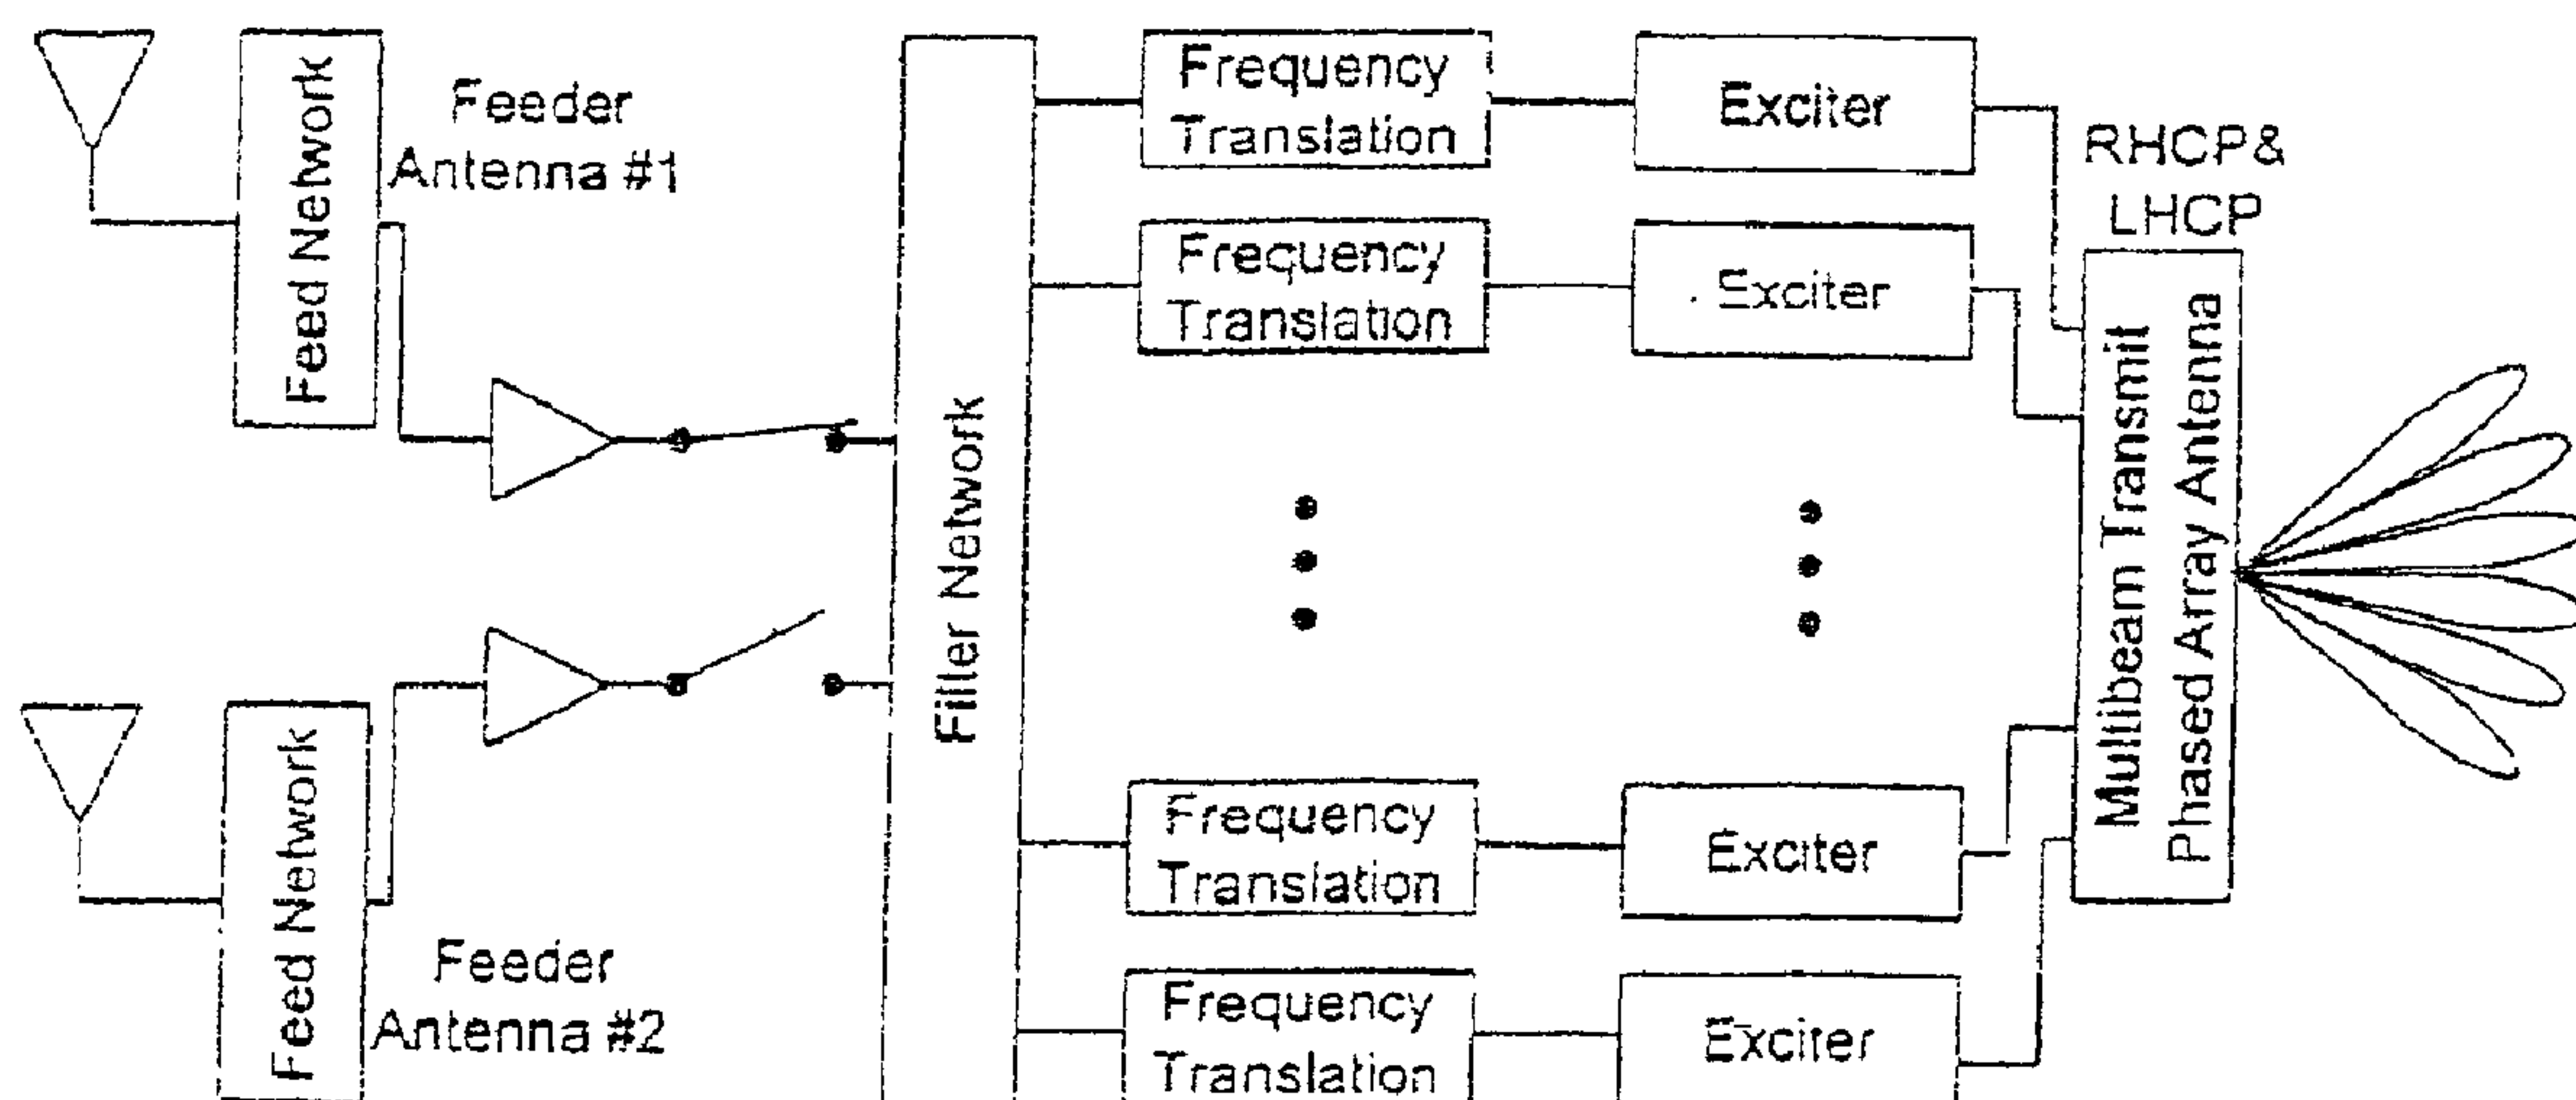 Feed Network
Feeder
Antenna #1
Filter Network
Frequency
Translation
Exciter
RHCP&
LHCP
Frequency
Translation
Exciter
Multibeam Transmit
Phased Array Antenna
Feed Network
Feeder
Antenna #2
Frequency
Translation
Exciter
Frequency
Translation
Exciter